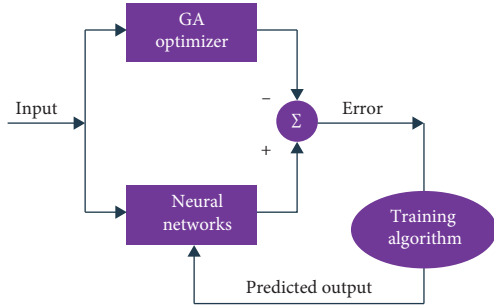 GA
optimizer
Input
−
Σ
Error
+
Neural
networks
Training
algorithm
Predicted output